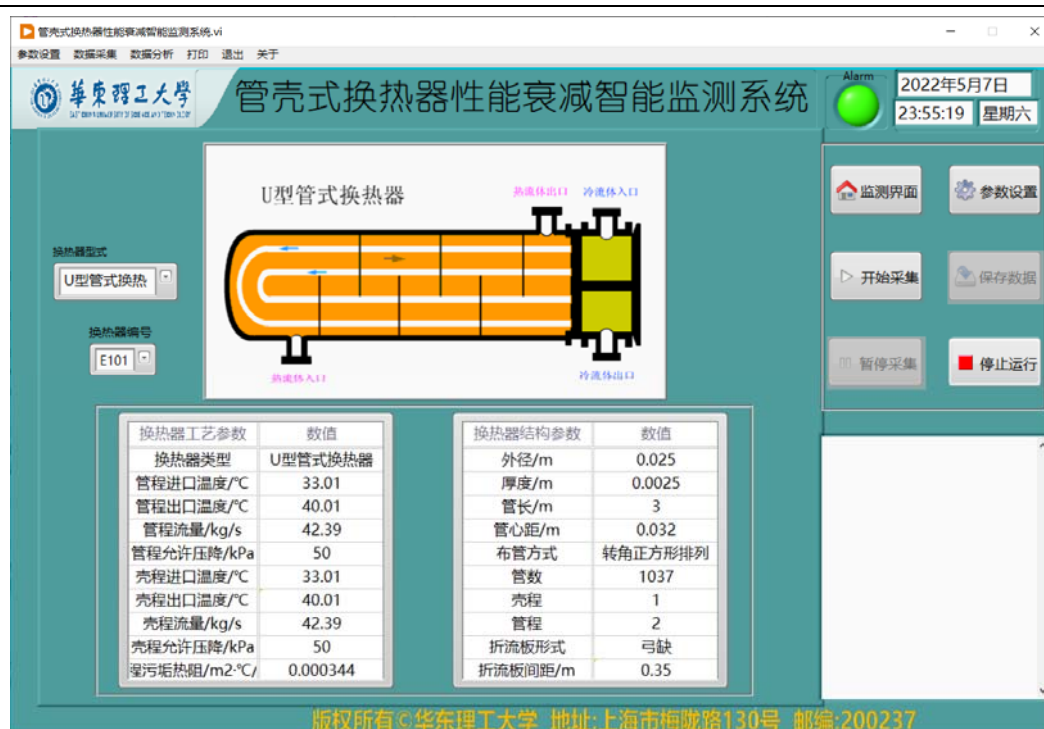 管壳式换热器性能衰减智能监测系统.vi
参数设置 数据采集 数据分析 打印 退出 关于
華東理工大學
管壳式换热器性能衰减智能监测系统
Alarm
2022年5月7日
23:55:19 星期六
U型管式换热器
热流体出口 冷流体入口
热流体入口 冷流体出口
换热器型式
U型管式换热
换热器编号
E101
监测界面 参数设置
开始采集 保存数据
暂停采集 停止运行
换热器工艺参数 数值
换热器类型 U型管式换热器
管程进口温度/℃ 33.01
管程出口温度/℃ 40.01
管程流量/kg/s 42.39
管程允许压降/kPa 50
壳程进口温度/℃ 33.01
壳程出口温度/℃ 40.01
壳程流量/kg/s 42.39
壳程允许压降/kPa 50
程污垢热阻/m2·℃/ 0.000344
换热器结构参数 数值
外径/m 0.025
厚度/m 0.0025
管长/m 3
管心距/m 0.032
布管方式 转角正方形排列
管数 1037
壳程 1
管程 2
折流板形式 弓缺
折流板间距/m 0.35
版权所有©华东理工大学 地址:上海市梅陇路130号 邮编:200237